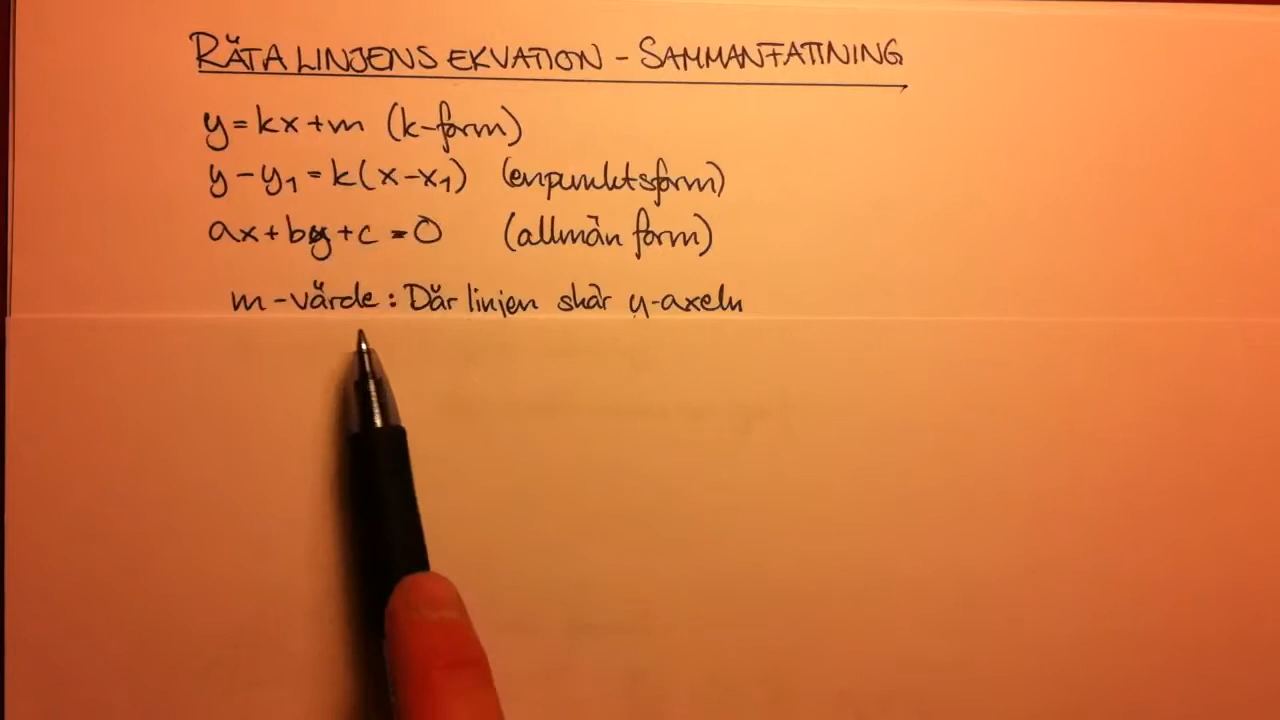 RÄTA LINJENS EKVATION - SAMMANFATTNING
y = kx + m (k-form)
y - y₁ = k(x - x₁) (enpunktsform)
ax + by + c = 0 (allmän form)
m-värde: Där linjen skär y-axeln